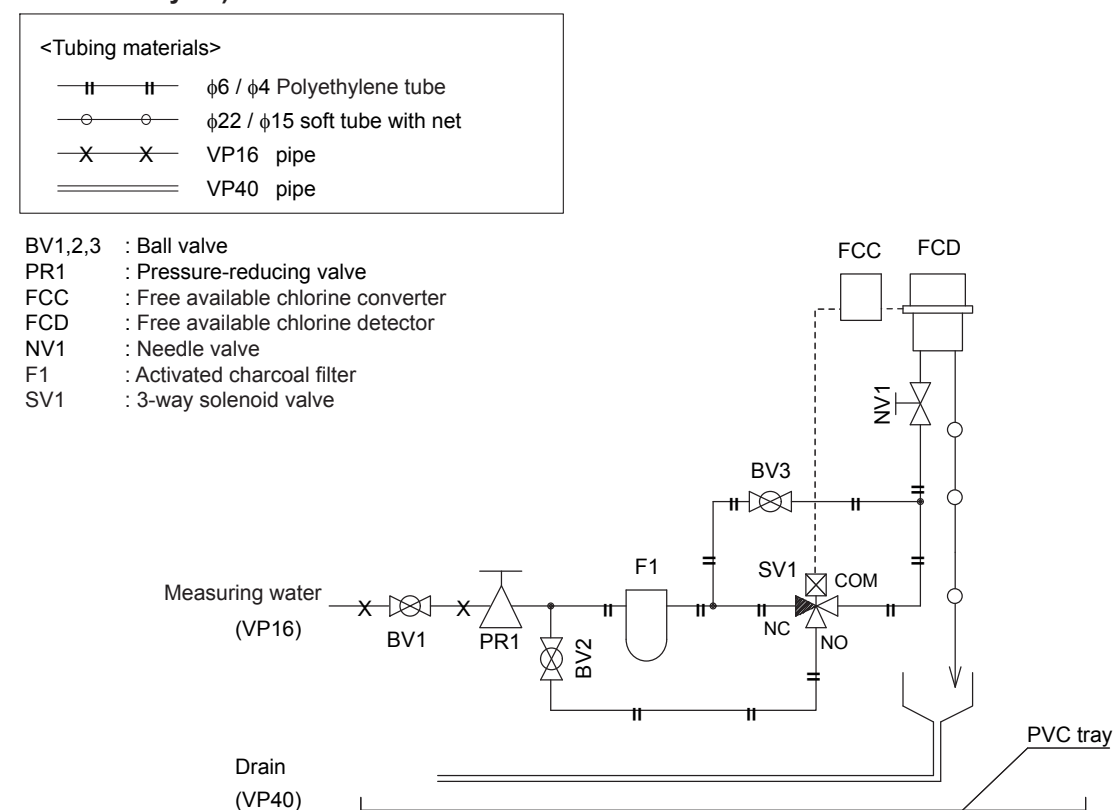 <Tubing materials>
ϕ6 / ϕ4 Polyethylene tube
ϕ22 / ϕ15 soft tube with net
X X VP16 pipe
VP40 pipe
BV1,2,3 : Ball valve
PR1 : Pressure-reducing valve
FCC : Free available chlorine converter
FCD : Free available chlorine detector
NV1 : Needle valve
F1 : Activated charcoal filter
SV1 : 3-way solenoid valve
FCC FCD
NV1
BV3
F1 SV1 COM
Measuring water
(VP16)
X X
BV1 PR1 BV2 NC NO
PVC tray
Drain
(VP40)